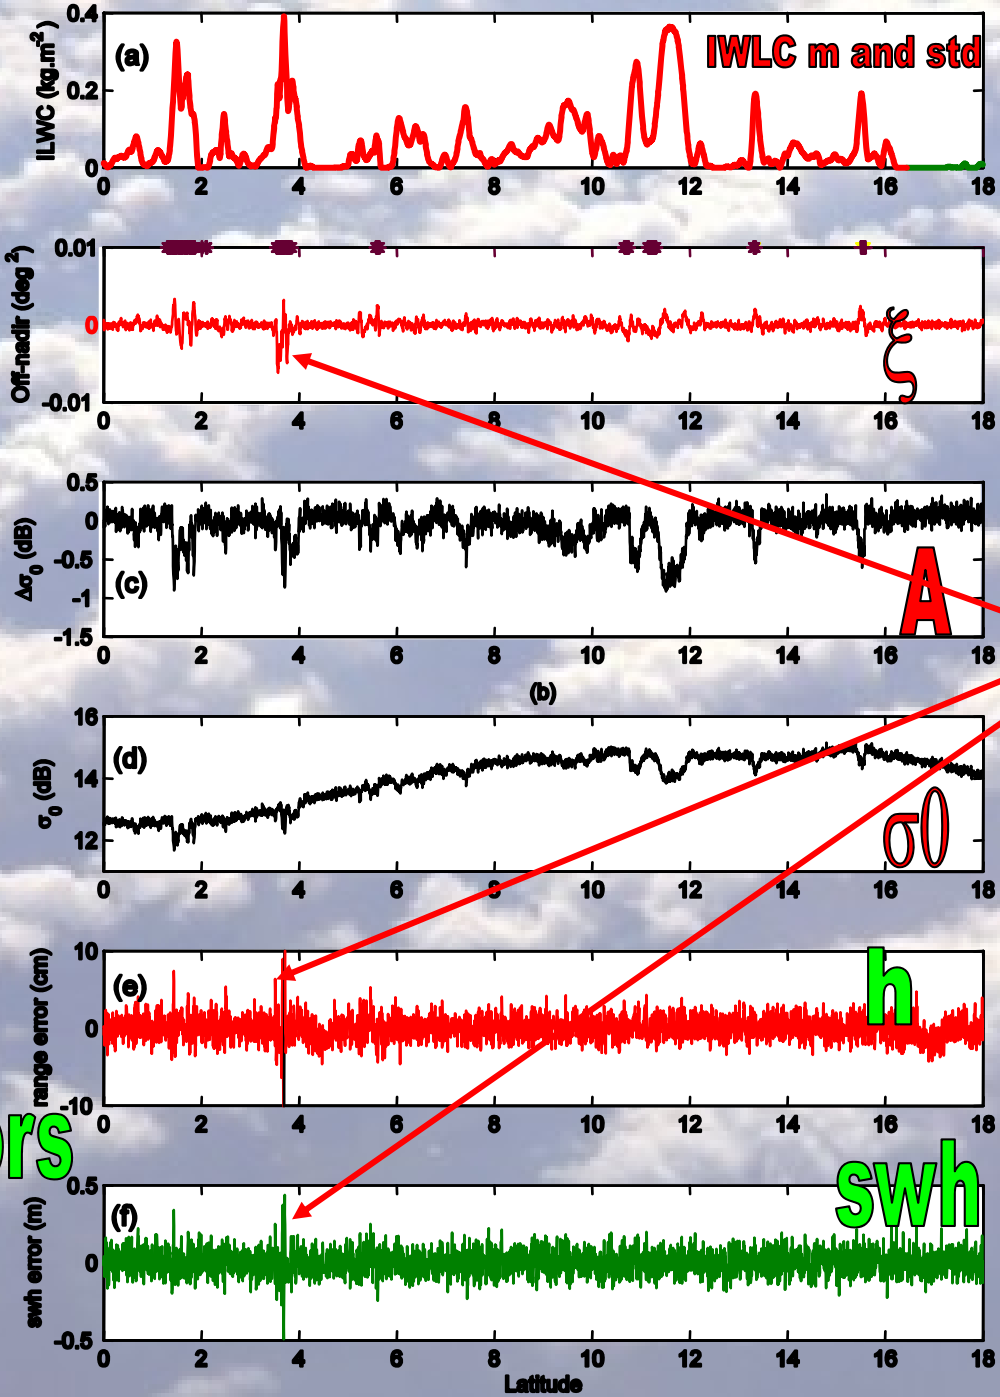 0.4
0.2
0
ILWC (kg.m⁻²)
(a)
IWLC m and std
0 2 4 6 8 10 12 14 16 18
0.01
0
-0.01
Off-nadir (deg²)
ξ
0 2 4 6 8 10 12 14 16 18
0.5
0
-0.5
-1
-1.5
Δσ₀ (dB)
(c)
A
0 2 4 6 8 10 12 14 16 18
(b)
16
14
12
σ₀ (dB)
(d)
σ0
0 2 4 6 8 10 12 14 16 18
10
0
-10
range error (cm)
(e)
h
0 2 4 6 8 10 12 14 16 18
ors
0.5
0
-0.5
swh error (m)
(f)
swh
0 2 4 6 8 10 12 14 16 18
Latitude